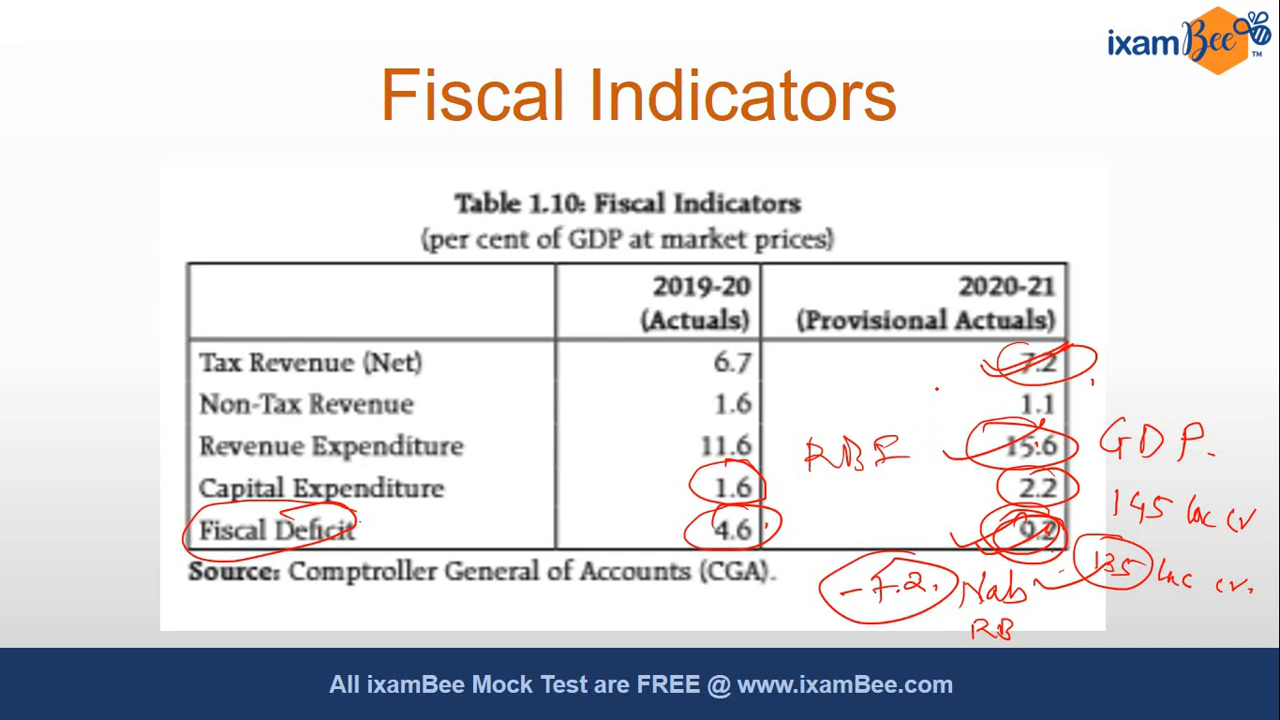 ixamBee
TM
Fiscal Indicators
Table 1.10: Fiscal Indicators
(per cent of GDP at market prices)
2019-20 2020-21
(Actuals) (Provisional Actuals)
Tax Revenue (Net) 6.7 7.2
Non-Tax Revenue 1.6 1.1
Revenue Expenditure 11.6 15.6
RBI GDP.
Capital Expenditure 1.6 2.2
145 lac cr
Fiscal Deficit 4.6 9.2
Source: Comptroller General of Accounts (CGA).
135 lac cr.
-7.2. Nab
RB
All ixamBee Mock Test are FREE @ www.ixamBee.com